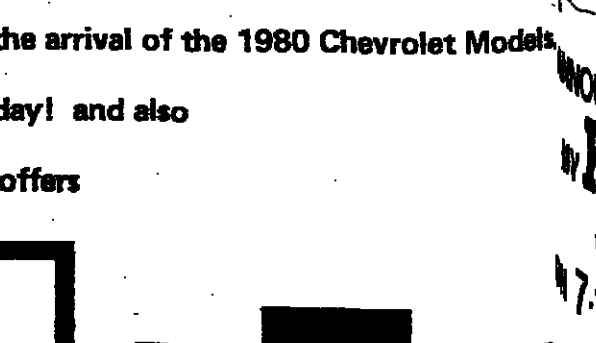 the arrival of the 1980 Chevrolet Models
day! and also
offers